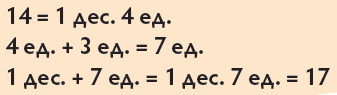 14 = 1 дес. 4 ед.
4 ед. + 3 ед. = 7 ед.
1 дес. + 7 ед. = 1 дес. 7 ед. = 17